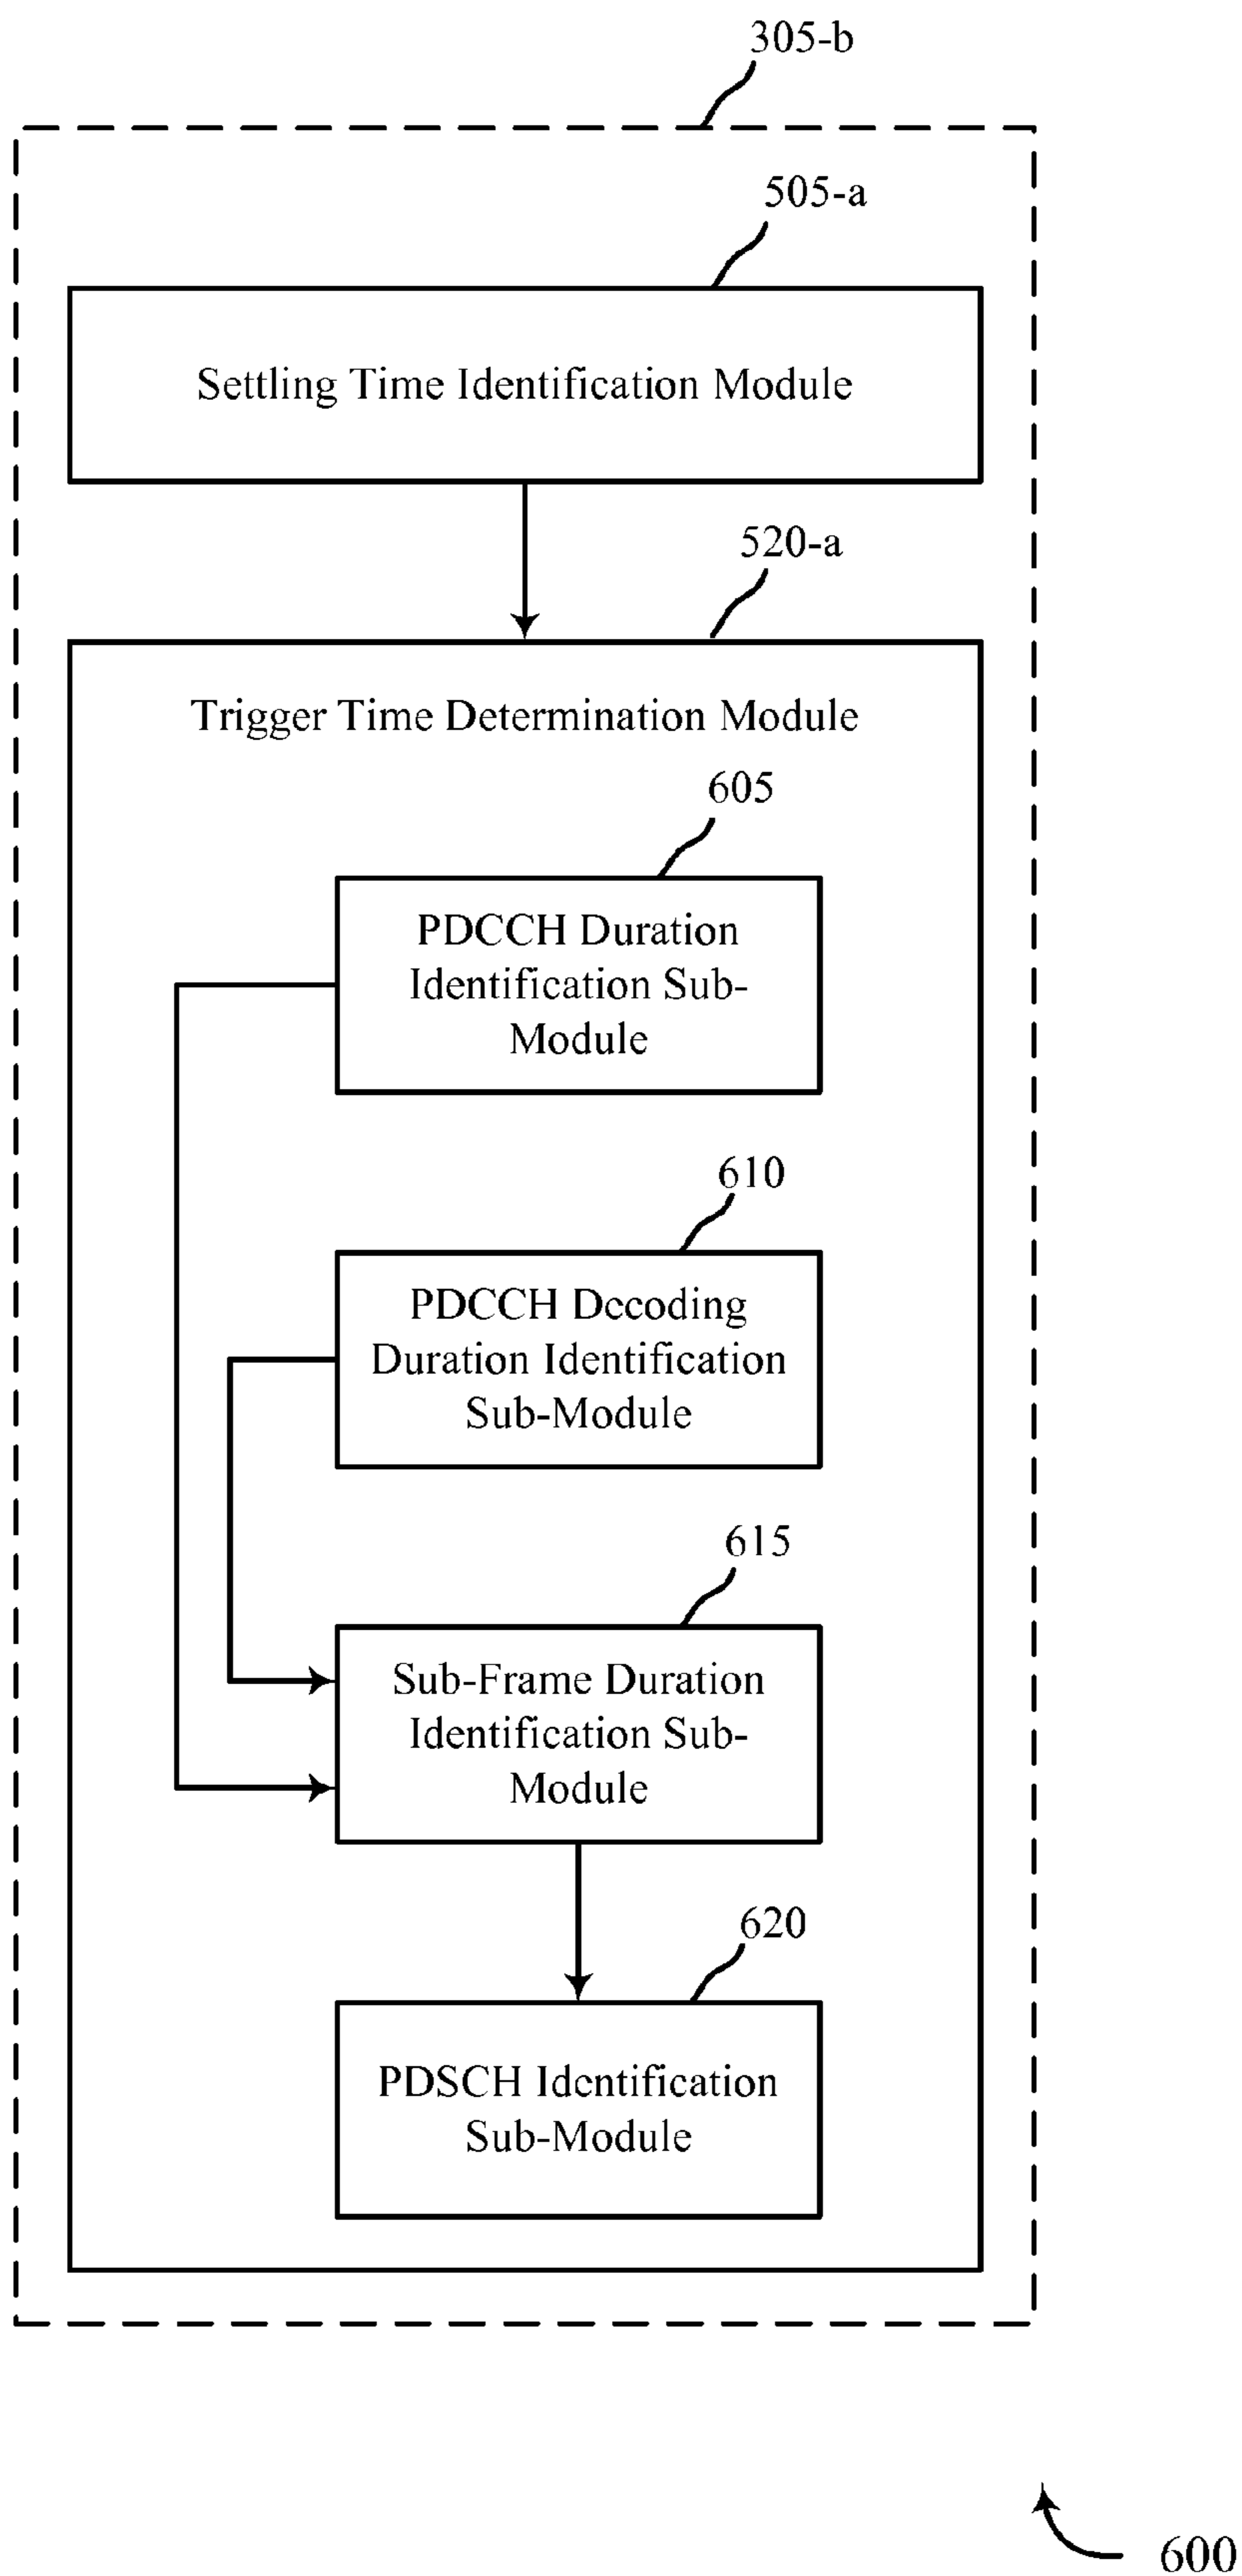 305-b
505-a
Settling Time Identification Module
520-a
Trigger Time Determination Module
605
PDCCH Duration
Identification Sub-
Module
610
PDCCH Decoding
Duration Identification
Sub-Module
615
Sub-Frame Duration
Identification Sub-
Module
620
PDSCH Identification
Sub-Module
600